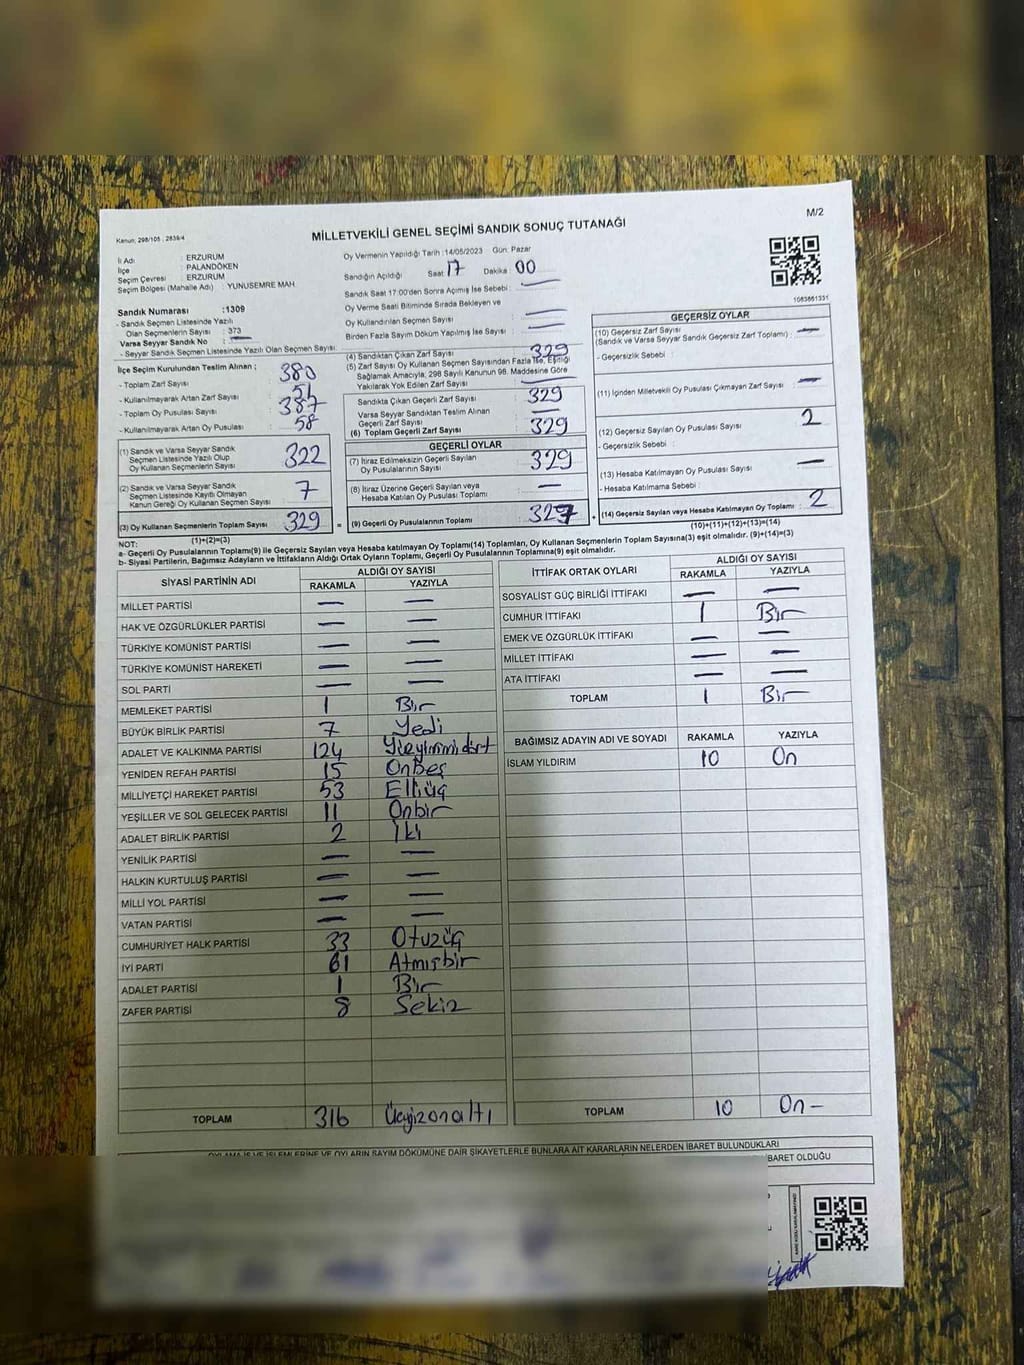 M/2
Kanun: 298/105 ; 2839/4
MİLLETVEKİLİ GENEL SEÇİMİ SANDIK SONUÇ TUTANAĞI
İl Adı : ERZURUM
İlçe : PALANDÖKEN
Seçim Çevresi : ERZURUM
Seçim Bölgesi (Mahalle Adı) : YUNUSEMRE MAH.
Sandık Numarası :1309
- Sandık Seçmen Listesinde Yazılı
Olan Seçmenlerin Sayısı : 373
Varsa Seyyar Sandık No : —
- Seyyar Sandık Seçmen Listesinde Yazılı Olan Seçmen Sayısı:
İlçe Seçim Kurulundan Teslim Alınan ;
- Toplam Zarf Sayısı : 380
- Kullanılmayarak Artan Zarf Sayısı : 51
- Toplam Oy Pusulası Sayısı : 387
- Kullanılmayarak Artan Oy Pusulası : 58
(1) Sandık ve Varsa Seyyar Sandık
Seçmen Listesinde Yazılı Olup
Oy Kullanan Seçmenlerin Sayısı : 322
(2) Sandık ve Varsa Seyyar Sandık
Seçmen Listesinde Kayıtlı Olmayan
Kanun Gereği Oy Kullanan Seçmen Sayısı : 7
(3) Oy Kullanan Seçmenlerin Toplam Sayısı : 329
(1)+(2)=(3)
Oy Vermenin Yapıldığı Tarih :14/05/2023 Gün: Pazar
Sandığın Açıldığı Saat 17 Dakika 00
Sandık Saat 17:00'den Sonra Açılmış İse Sebebi : —
Oy Verme Saati Bitiminde Sırada Bekleyen ve
Oy Kullandırılan Seçmen Sayısı : —
Birden Fazla Sayım Döküm Yapılmış İse Sayısı : —
(4) Sandıktan Çıkan Zarf Sayısı : 329
(5) Zarf Sayısı Oy Kullanan Seçmen Sayısından Fazla İse, Eşitliği
Sağlamak Amacıyla, 298 Sayılı Kanunun 98. Maddesine Göre
Yakılarak Yok Edilen Zarf Sayısı : —
Sandıkta Çıkan Geçerli Zarf Sayısı : 329
Varsa Seyyar Sandıktan Teslim Alınan
Geçerli Zarf Sayısı : —
(6) Toplam Geçerli Zarf Sayısı : 329
GEÇERLİ OYLAR
(7) İtiraz Edilmeksizin Geçerli Sayılan
Oy Pusulalarının Sayısı : 329
(8) İtiraz Üzerine Geçerli Sayılan veya
Hesaba Katılan Oy Pusulası Toplamı : —
= (9) Geçerli Oy Pusulalarının Toplamı : 327 +
1083861331
GEÇERSİZ OYLAR
(10) Geçersiz Zarf Sayısı
(Sandık ve Varsa Seyyar Sandık Geçersiz Zarf Toplamı) : —
- Geçersizlik Sebebi :
(11) İçinden Milletvekili Oy Pusulası Çıkmayan Zarf Sayısı : —
(12) Geçersiz Sayılan Oy Pusulası Sayısı : 2
- Geçersizlik Sebebi :
(13) Hesaba Katılmayan Oy Pusulası Sayısı : —
- Hesaba Katılmama Sebebi :
(14) Geçersiz Sayılan veya Hesaba Katılmayan Oy Toplamı : 2
(10)+(11)+(12)+(13)=(14)
NOT:
a- Geçerli Oy Pusulalarının Toplamı(9) ile Geçersiz Sayılan veya Hesaba katılmayan Oy Toplamı(14) Toplamları, Oy Kullanan Seçmenlerin Toplam Sayısına(3) eşit olmalıdır. (9)+(14)=(3)
b- Siyasi Partilerin, Bağımsız Adayların ve İttifakların Aldığı Ortak Oyların Toplamı, Geçerli Oy Pusulalarının Toplamına(9) eşit olmalıdır.
SİYASİ PARTİNİN ADI ALDIĞI OY SAYISI
RAKAMLA YAZIYLA
MİLLET PARTİSİ — —
HAK VE ÖZGÜRLÜKLER PARTİSİ — —
TÜRKİYE KOMÜNİST PARTİSİ — —
TÜRKİYE KOMÜNİST HAREKETİ — —
SOL PARTİ — —
MEMLEKET PARTİSİ 1 Bir
BÜYÜK BİRLİK PARTİSİ 7 Yedi
ADALET VE KALKINMA PARTİSİ 124 Yüzyirmidört
YENİDEN REFAH PARTİSİ 15 Onbeş
MİLLİYETÇİ HAREKET PARTİSİ 53 Elliüç
YEŞİLLER VE SOL GELECEK PARTİSİ 11 Onbir
ADALET BİRLİK PARTİSİ 2 İki
YENİLİK PARTİSİ — —
HALKIN KURTULUŞ PARTİSİ — —
MİLLİ YOL PARTİSİ — —
VATAN PARTİSİ — —
CUMHURİYET HALK PARTİSİ 33 Otuzüç
İYİ PARTİ 61 Atmışbir
ADALET PARTİSİ 1 Bir
ZAFER PARTİSİ 8 Sekiz
TOPLAM 316 Üçyüzonaltı
İTTİFAK ORTAK OYLARI ALDIĞI OY SAYISI
RAKAMLA YAZIYLA
SOSYALİST GÜÇ BİRLİĞİ İTTİFAKI — —
CUMHUR İTTİFAKI 1 Bir
EMEK VE ÖZGÜRLÜK İTTİFAKI — —
MİLLET İTTİFAKI — —
ATA İTTİFAKI — —
TOPLAM 1 Bir
BAĞIMSIZ ADAYIN ADI VE SOYADI RAKAMLA YAZIYLA
İSLAM YILDIRIM 10 On
TOPLAM 10 On-
OYLAMA İŞ VE İŞLEMLERİNE VE OYLARIN SAYIM DÖKÜMÜNE DAİR ŞİKAYETLERLE BUNLARA AİT KARARLARIN NELERDEN İBARET BULUNDUKLARI
İBARET OLDUĞU